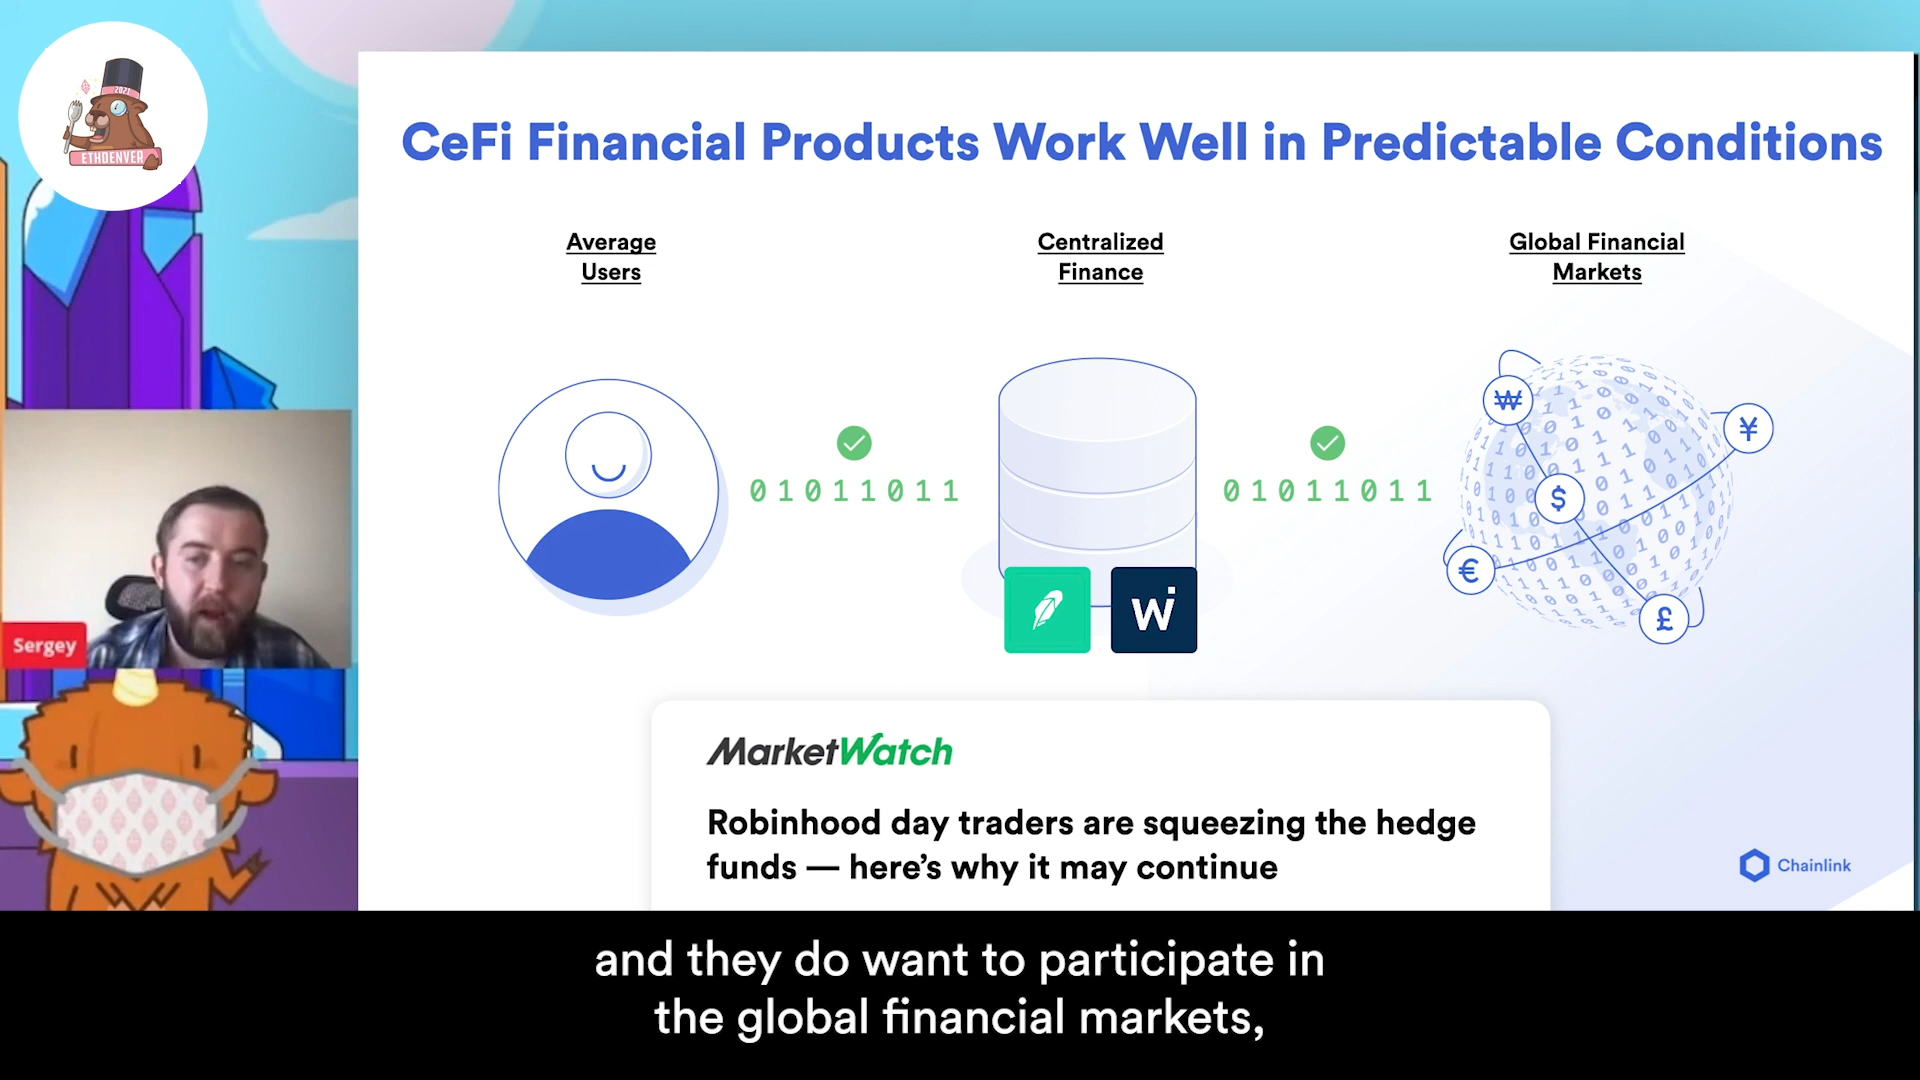 2021
ETHDENVER
CeFi Financial Products Work Well in Predictable Conditions
Average
Users
Centralized
Finance
Global Financial
Markets
01011011
01011011
₩
¥
$
€
£
Wi
Sergey
MarketWatch
Robinhood day traders are squeezing the hedge
funds — here's why it may continue
Chainlink
and they do want to participate in
the global financial markets,